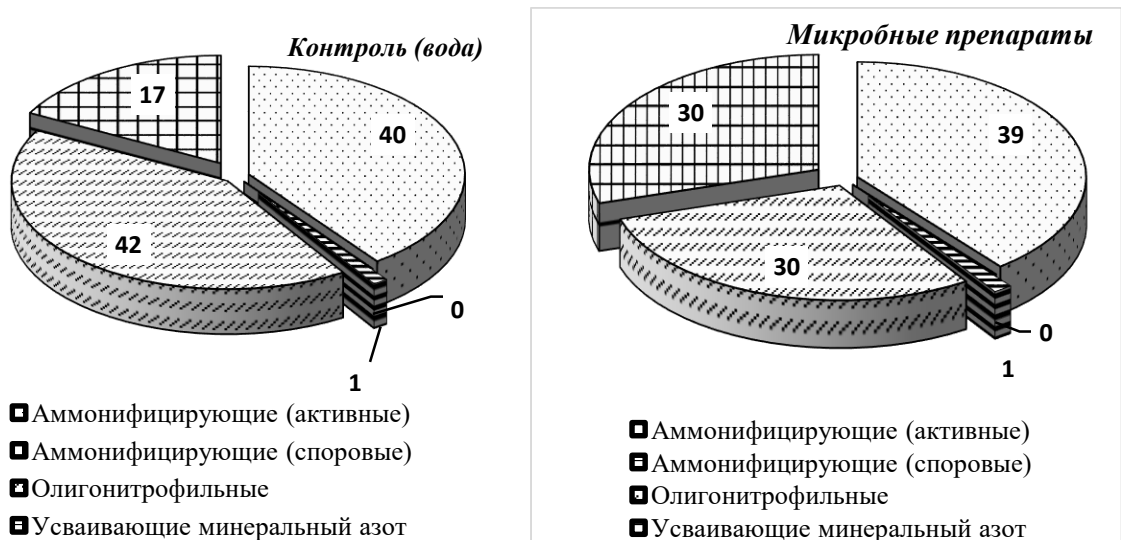 Контроль (вода)
17
40
42
0
1
Аммонифицирующие (активные)
Аммонифицирующие (споровые)
Олигонитрофильные
Усваивающие минеральный азот
Микробные препараты
30
39
30
0
1
Аммонифицирующие (активные)
Аммонифицирующие (споровые)
Олигонитрофильные
Усваивающие минеральный азот